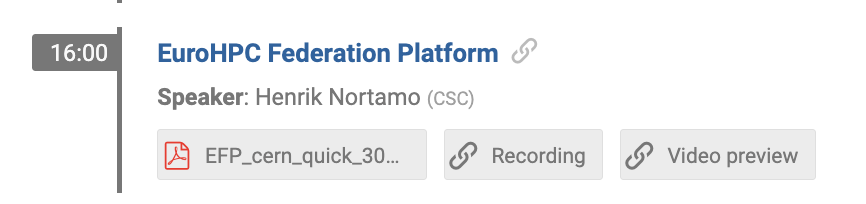 16:00 EuroHPC Federation Platform
Speaker: Henrik Nortamo (CSC)
EFP_cern_quick_30... Recording Video preview